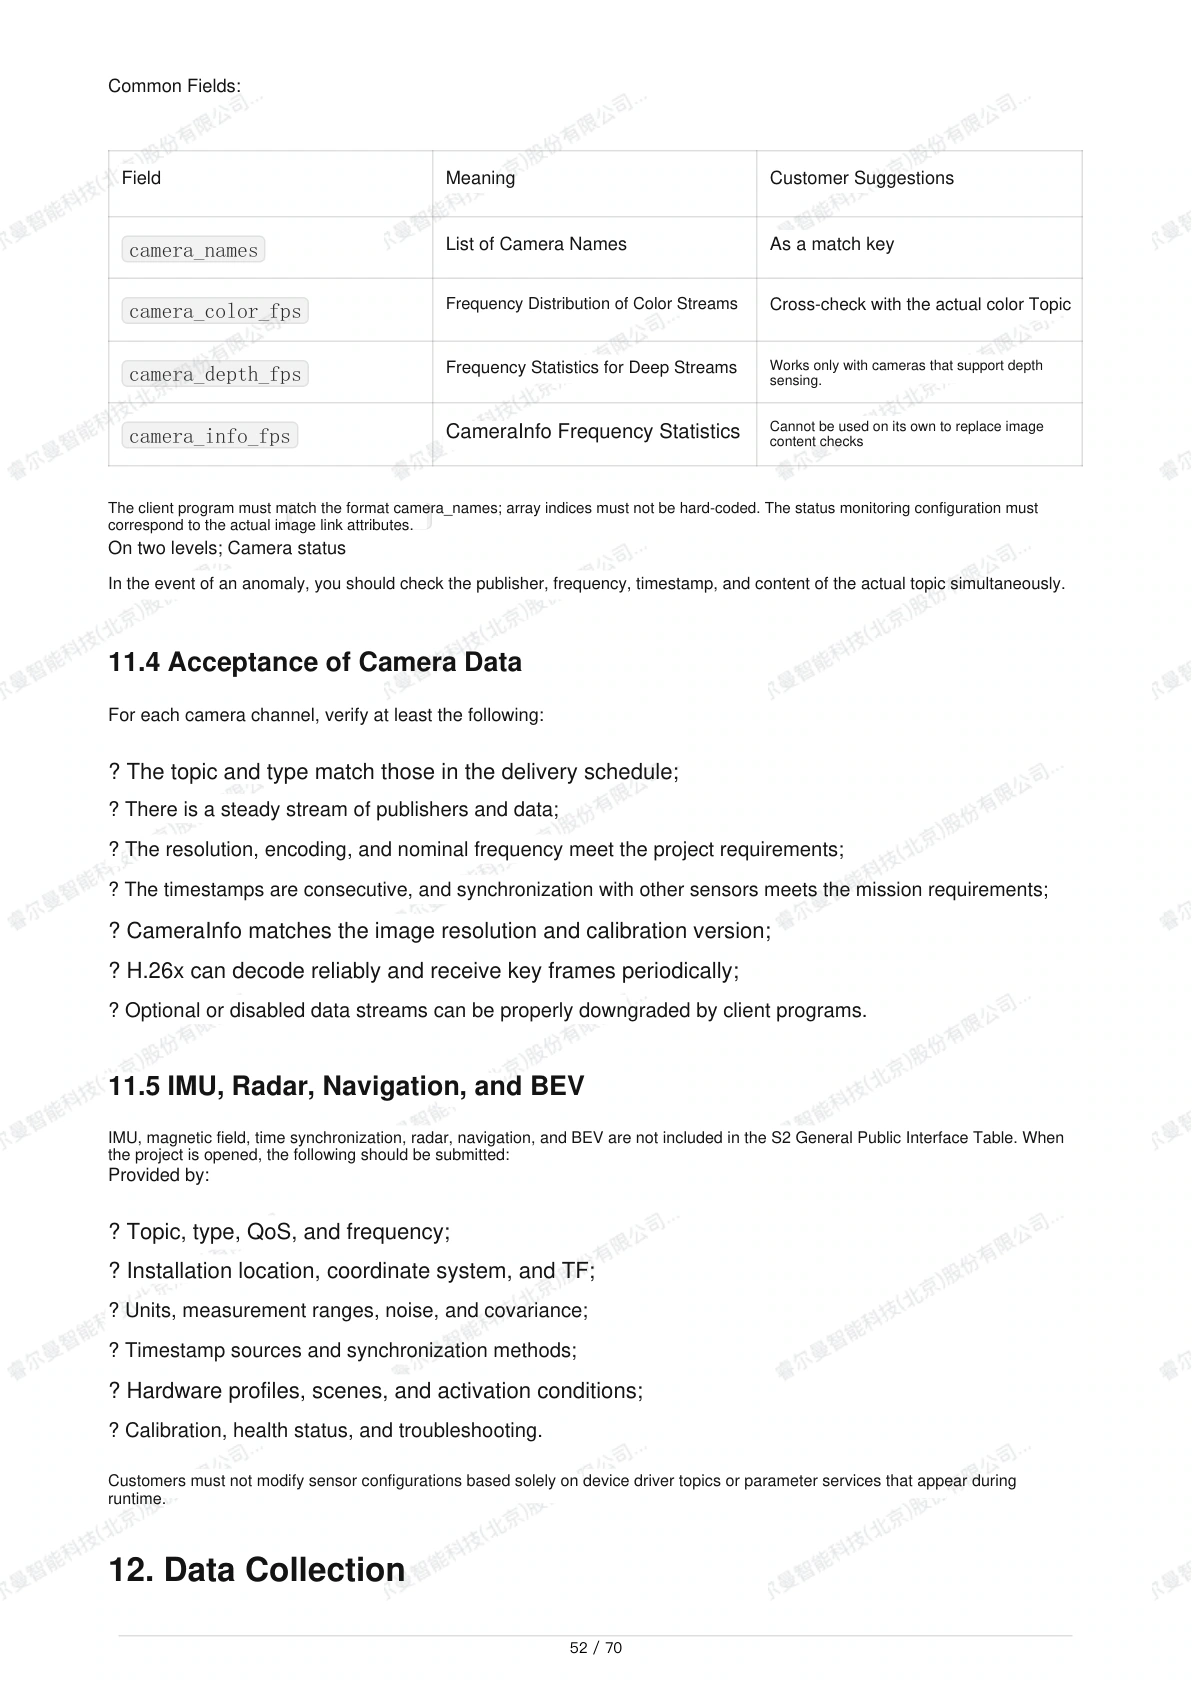 Common Fields:
Field Meaning Customer Suggestions
camera_names List of Camera Names As a match key
camera_color_fps Frequency Distribution of Color Streams Cross-check with the actual color Topic
camera_depth_fps Frequency Statistics for Deep Streams Works only with cameras that support depth
sensing.
camera_info_fps CameraInfo Frequency Statistics Cannot be used on its own to replace image
content checks
The client program must match the format camera_names; array indices must not be hard-coded. The status monitoring configuration must
correspond to the actual image link attributes.
On two levels; Camera status
In the event of an anomaly, you should check the publisher, frequency, timestamp, and content of the actual topic simultaneously.
11.4 Acceptance of Camera Data
For each camera channel, verify at least the following:
? The topic and type match those in the delivery schedule;
? There is a steady stream of publishers and data;
? The resolution, encoding, and nominal frequency meet the project requirements;
? The timestamps are consecutive, and synchronization with other sensors meets the mission requirements;
? CameraInfo matches the image resolution and calibration version;
? H.26x can decode reliably and receive key frames periodically;
? Optional or disabled data streams can be properly downgraded by client programs.
11.5 IMU, Radar, Navigation, and BEV
IMU, magnetic field, time synchronization, radar, navigation, and BEV are not included in the S2 General Public Interface Table. When
the project is opened, the following should be submitted:
Provided by:
? Topic, type, QoS, and frequency;
? Installation location, coordinate system, and TF;
? Units, measurement ranges, noise, and covariance;
? Timestamp sources and synchronization methods;
? Hardware profiles, scenes, and activation conditions;
? Calibration, health status, and troubleshooting.
Customers must not modify sensor configurations based solely on device driver topics or parameter services that appear during
runtime.
12. Data Collection
52 / 70
睿尔曼智能科技(北京)股份有限公司...